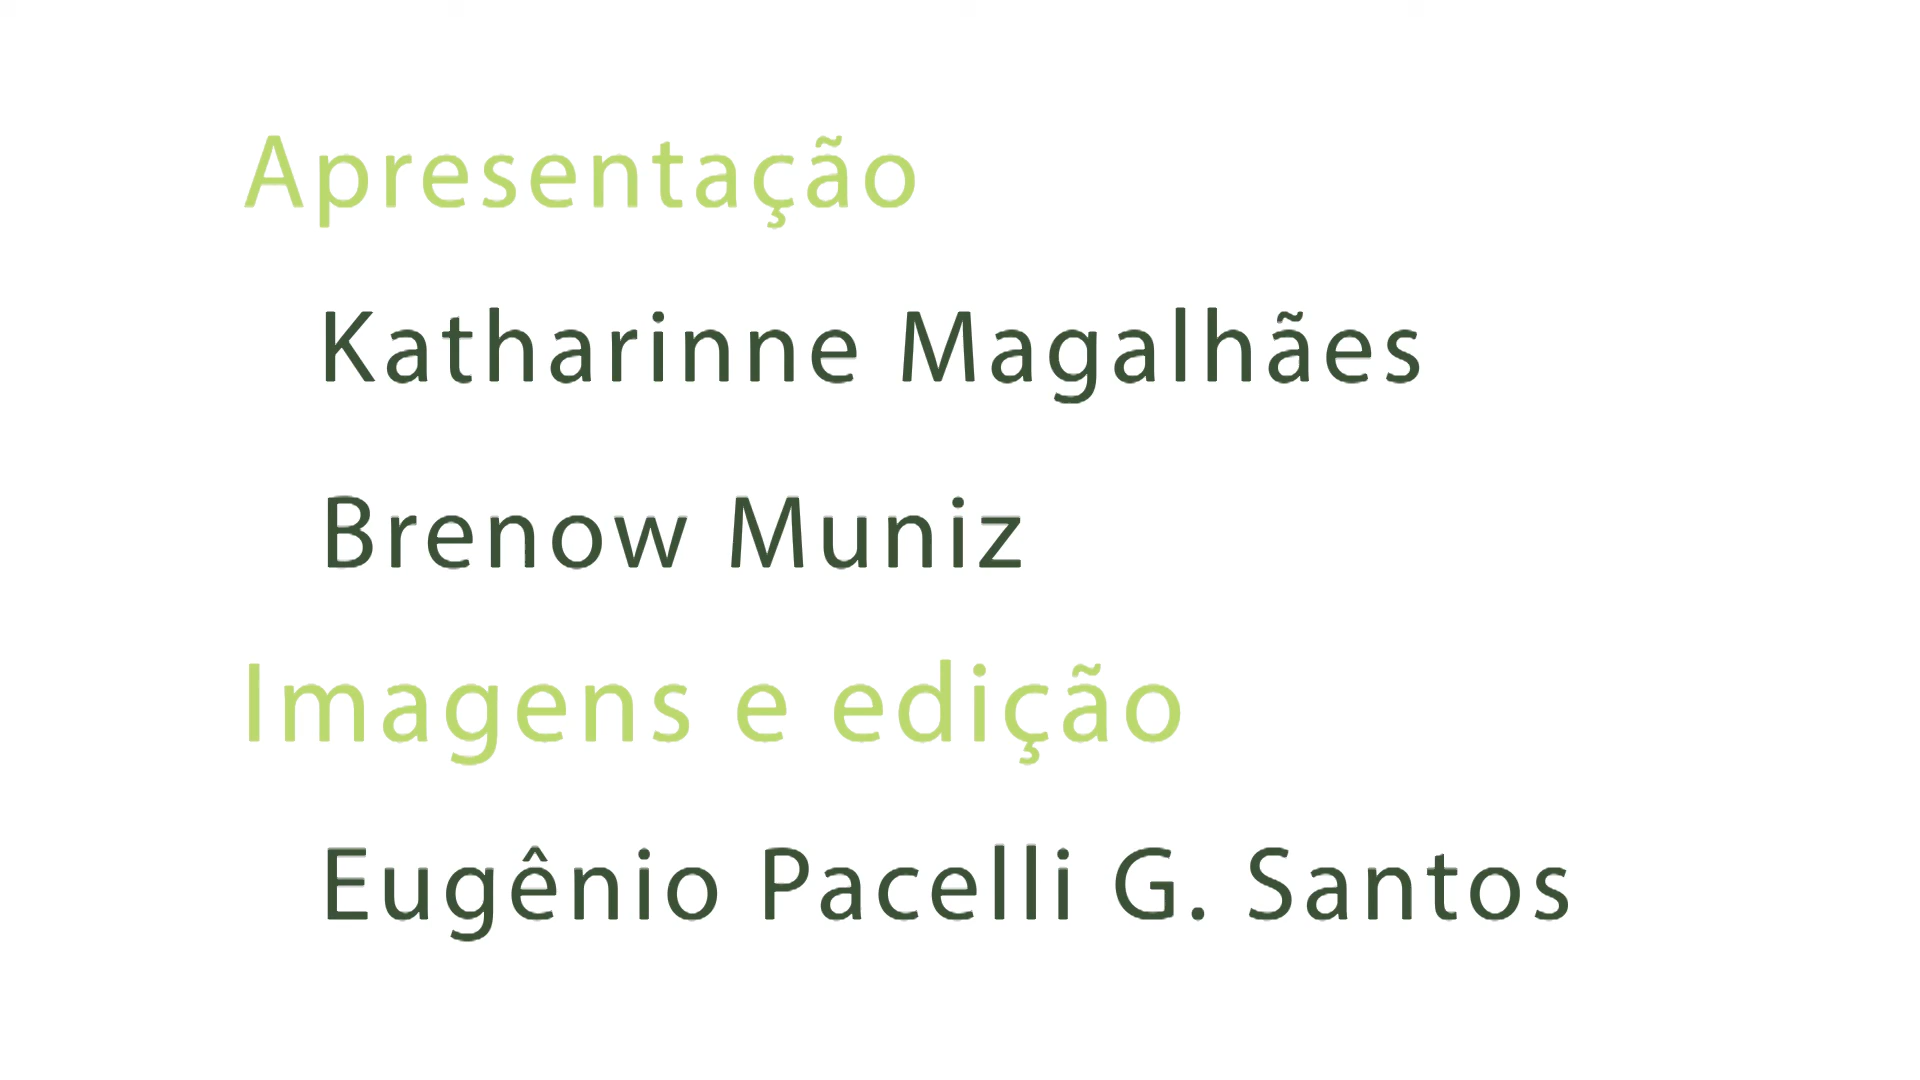 Apresentação
Katharinne Magalhães
Brenow Muniz
Imagens e edição
Eugênio Pacelli G. Santos